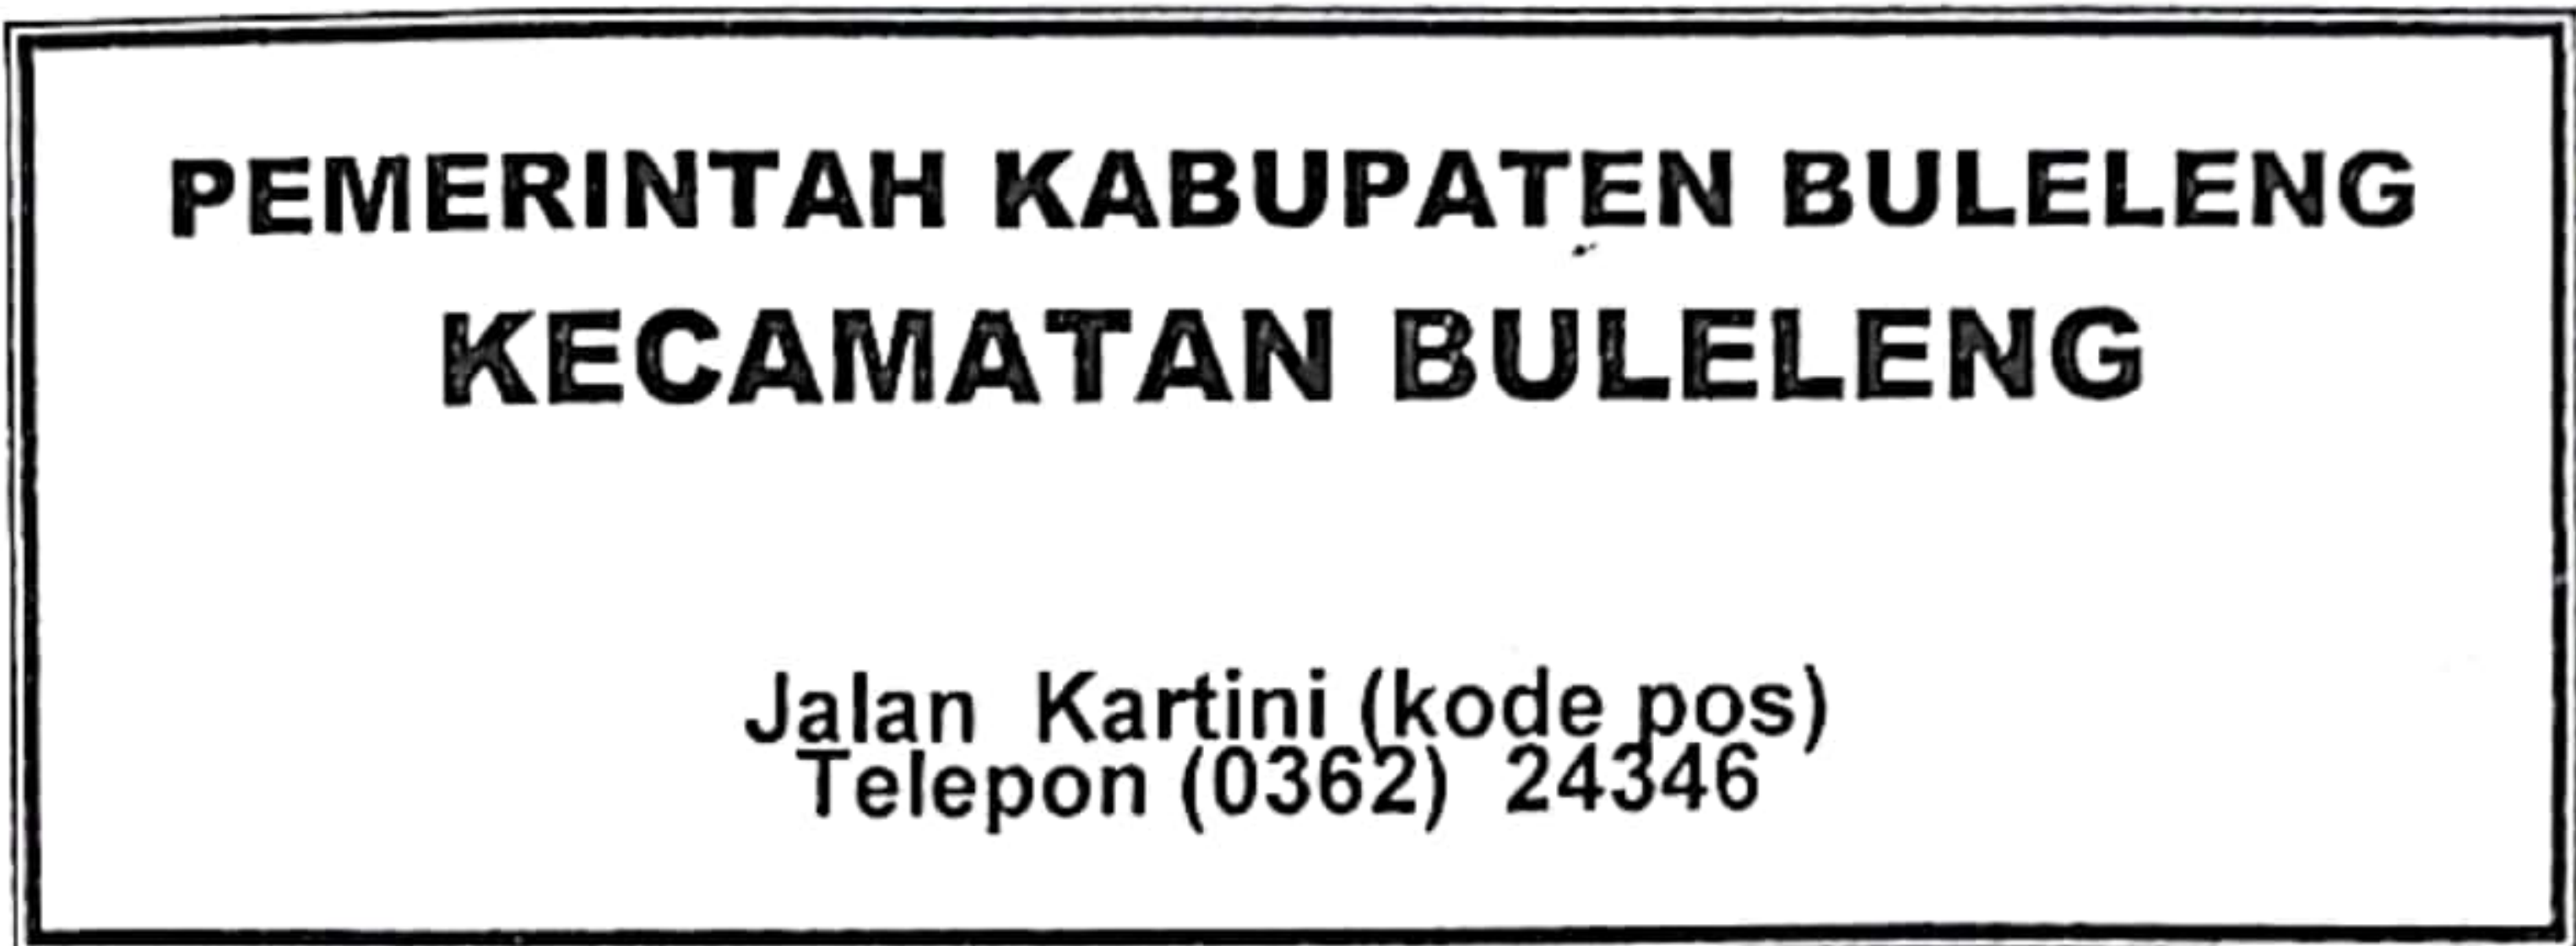 PEMERINTAH KABUPATEN BULELENG
KECAMATAN BULELENG
Jalan Kartini (kode pos)
Telepon (0362) 24346